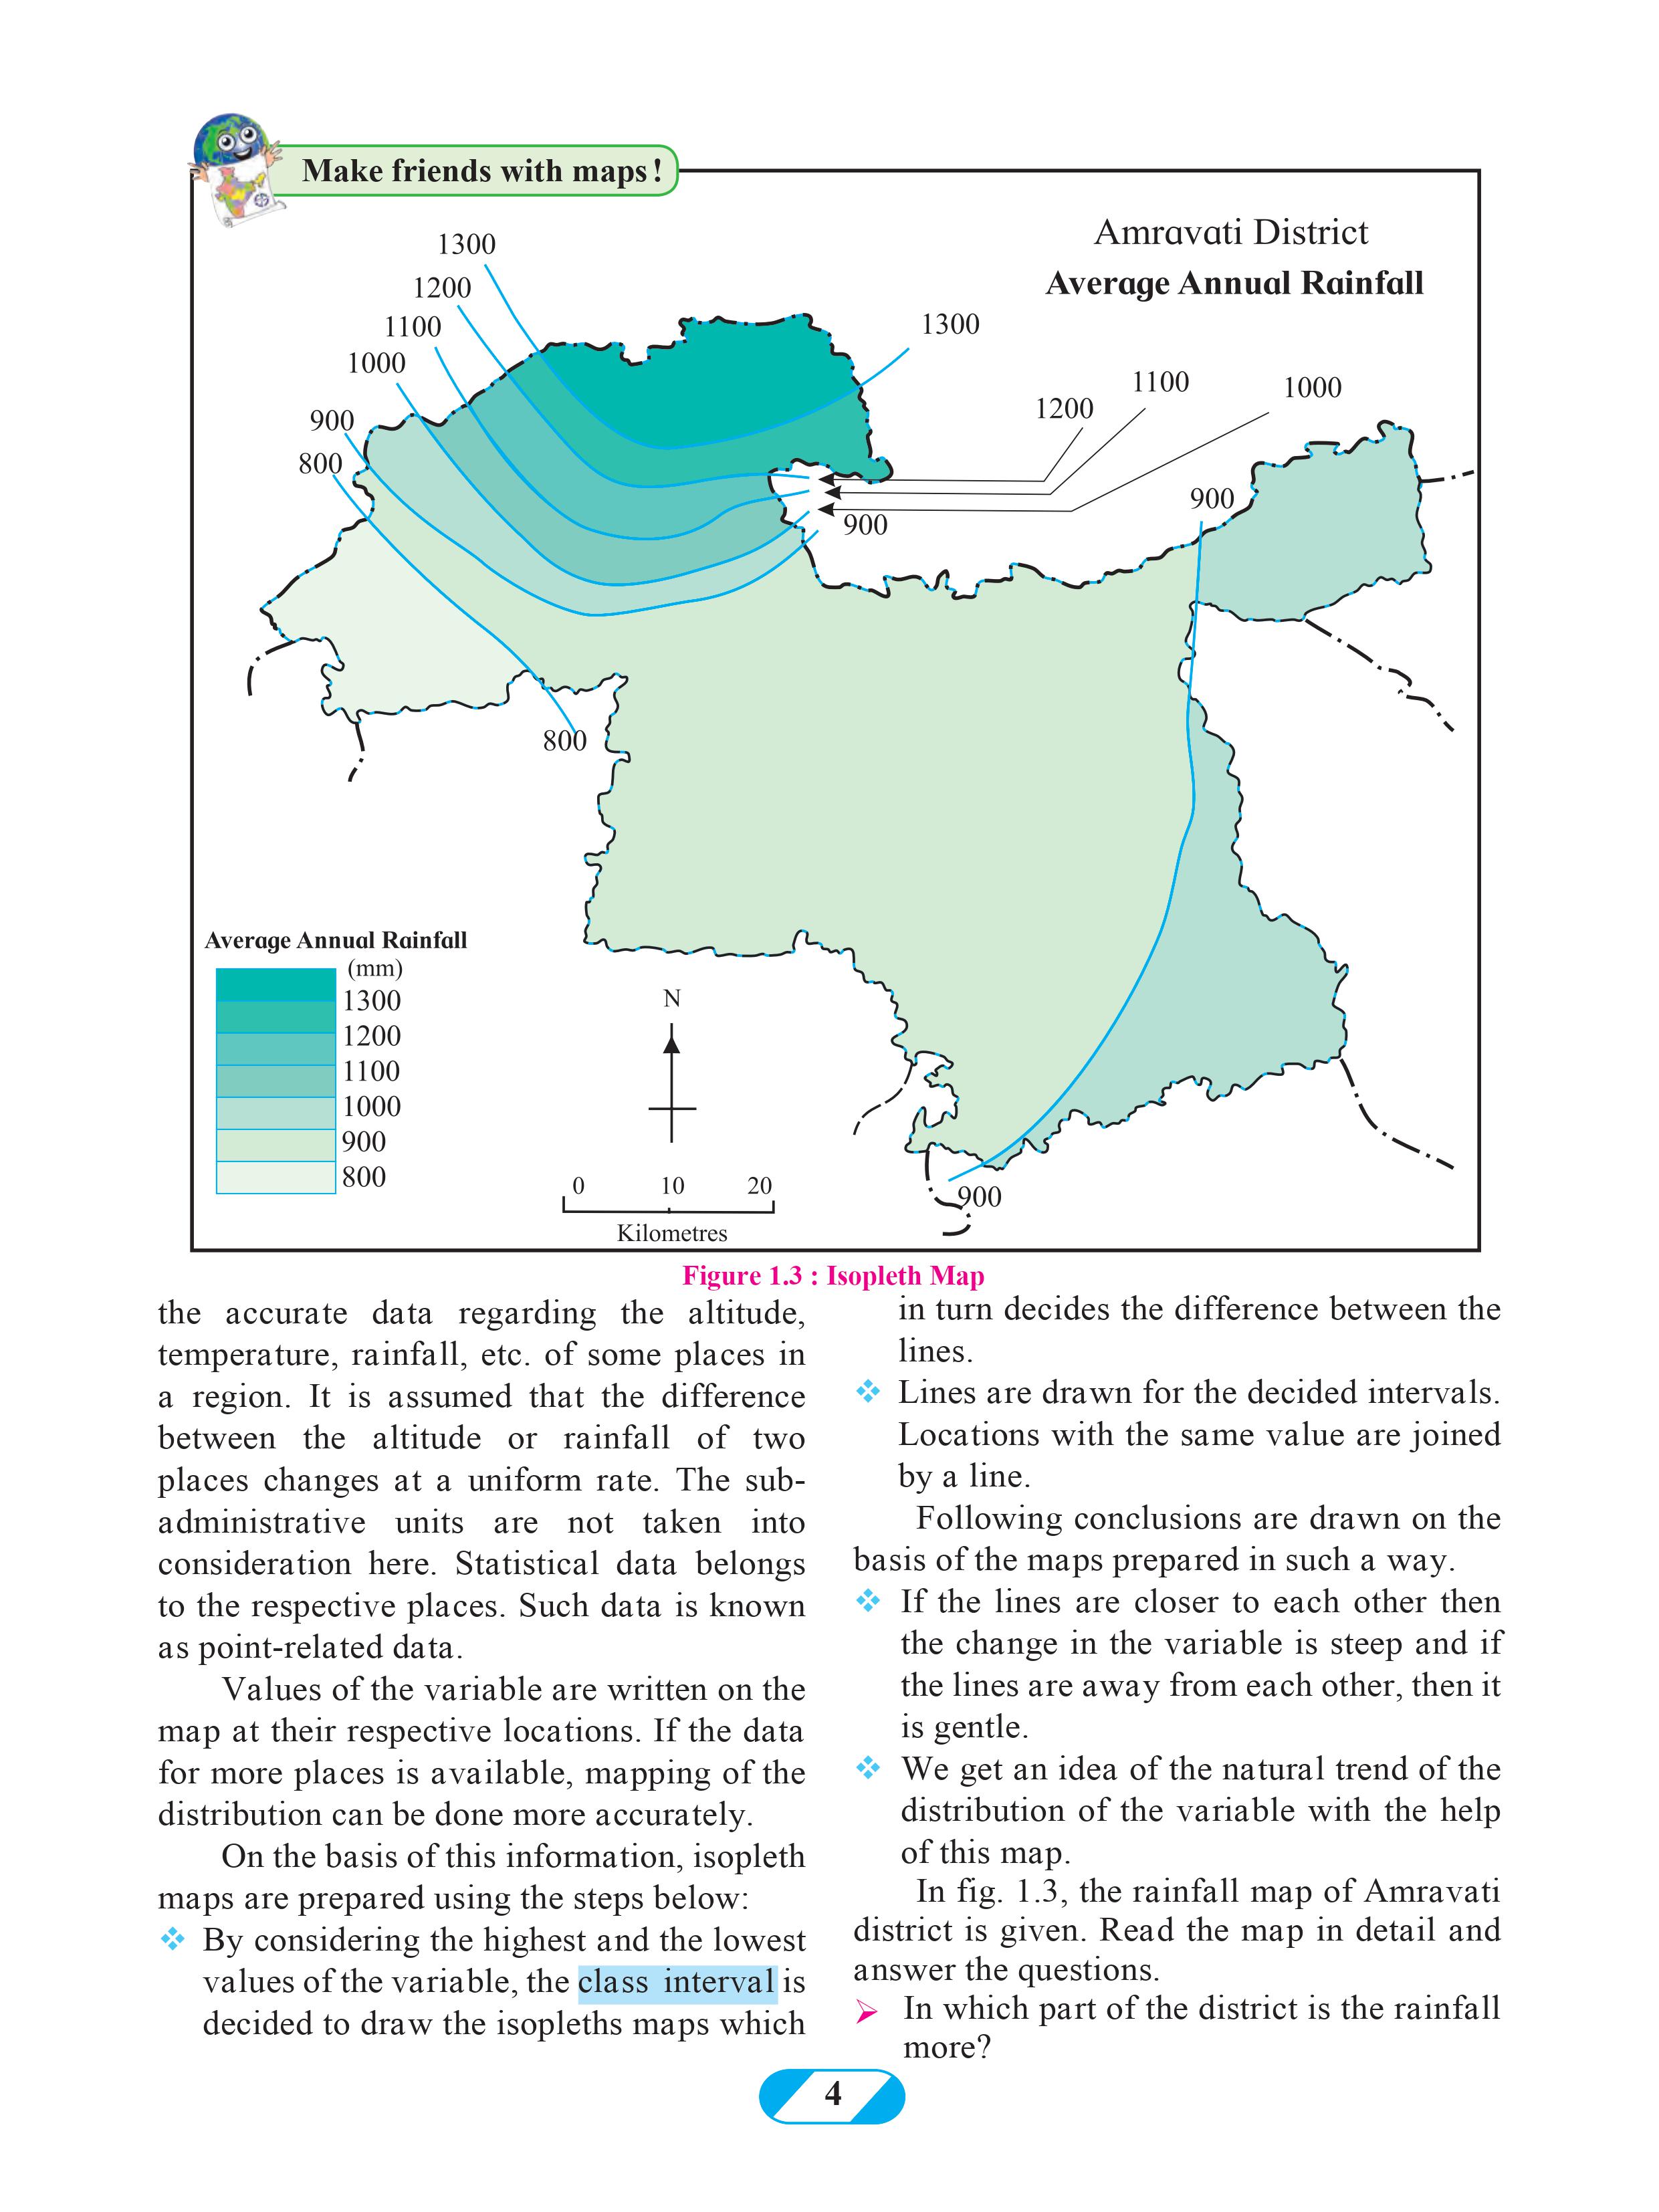 Make friends with maps!
Amravati District
Average Annual Rainfall
1300
1200
1100
1000
900
800
1300
1200
1100
1000
900
900
800
900
Average Annual Rainfall
(mm)
1300
1200
1100
1000
900
800
N
0 10 20
Kilometres
Figure 1.3 : Isopleth Map
the accurate data regarding the altitude,
temperature, rainfall, etc. of some places in
a region. It is assumed that the difference
between the altitude or rainfall of two
places changes at a uniform rate. The sub-
administrative units are not taken into
consideration here. Statistical data belongs
to the respective places. Such data is known
as point-related data.
Values of the variable are written on the
map at their respective locations. If the data
for more places is available, mapping of the
distribution can be done more accurately.
On the basis of this information, isopleth
maps are prepared using the steps below:
❖ By considering the highest and the lowest
values of the variable, the class interval is
decided to draw the isopleths maps which
in turn decides the difference between the
lines.
❖ Lines are drawn for the decided intervals.
Locations with the same value are joined
by a line.
Following conclusions are drawn on the
basis of the maps prepared in such a way.
❖ If the lines are closer to each other then
the change in the variable is steep and if
the lines are away from each other, then it
is gentle.
❖ We get an idea of the natural trend of the
distribution of the variable with the help
of this map.
In fig. 1.3, the rainfall map of Amravati
district is given. Read the map in detail and
answer the questions.
➢ In which part of the district is the rainfall
more?
4